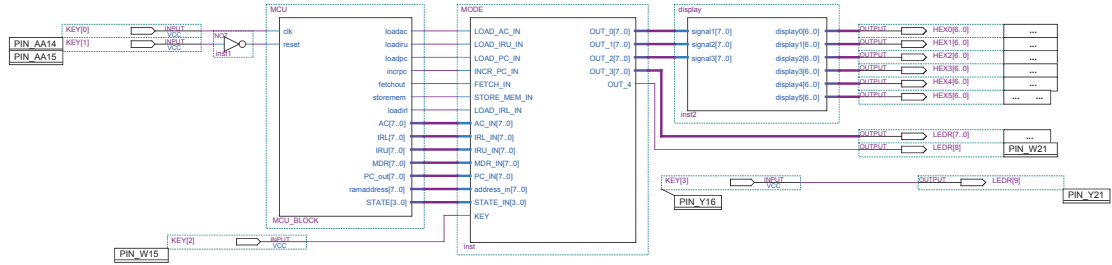 MCU
MODE
display
KEY[0] INPUT VCC
clk
loadac
LOAD_AC_IN
OUT_0[7..0]
signal1[7..0]
display0[6..0]
OUTPUT HEX0[6..0]
...
PIN_AA14
KEY[1] INPUT VCC
NOT
inst1
reset
loadiru
LOAD_IRU_IN
OUT_1[7..0]
signal2[7..0]
display1[6..0]
OUTPUT HEX1[6..0]
...
PIN_AA15
loadpc
LOAD_PC_IN
OUT_2[7..0]
signal3[7..0]
display2[6..0]
OUTPUT HEX2[6..0]
...
incrpc
INCR_PC_IN
OUT_3[7..0]
display3[6..0]
OUTPUT HEX3[6..0]
...
fetchout
FETCH_IN
OUT_4
display4[6..0]
OUTPUT HEX4[6..0]
...
storemem
STORE_MEM_IN
display5[6..0]
OUTPUT HEX5[6..0]
... ...
loadirl
LOAD_IRL_IN
inst2
AC[7..0]
AC_IN[7..0]
IRL[7..0]
IRL_IN[7..0]
OUTPUT LEDR[7..0]
...
IRU[7..0]
IRU_IN[7..0]
OUTPUT LEDR[8]
PIN_W21
MDR[7..0]
MDR_IN[7..0]
PC_out[7..0]
PC_IN[7..0]
KEY[3] INPUT VCC
OUTPUT LEDR[9]
ramaddress[7..0]
address_in[7..0]
PIN_Y21
STATE[3..0]
STATE_IN[3..0]
PIN_Y16
MCU_BLOCK
KEY
KEY[2] INPUT VCC
inst
PIN_W15